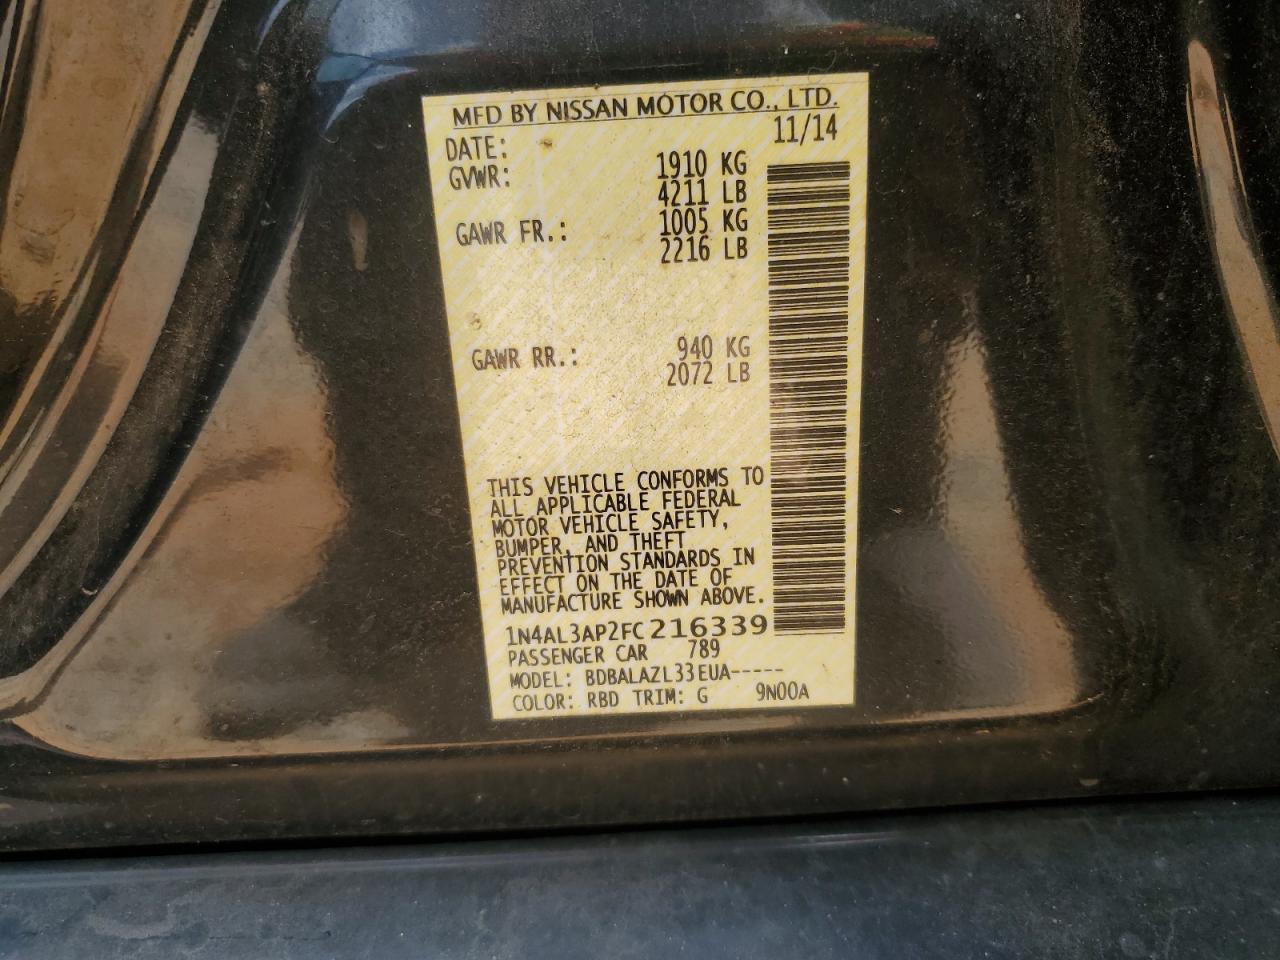 MFD BY NISSAN MOTOR CO., LTD.
DATE: 11/14
GVWR: 1910 KG
4211 LB
GAWR FR.: 1005 KG
2216 LB
GAWR RR.: 940 KG
2072 LB
THIS VEHICLE CONFORMS TO
ALL APPLICABLE FEDERAL
MOTOR VEHICLE SAFETY,
BUMPER, AND THEFT
PREVENTION STANDARDS IN
EFFECT ON THE DATE OF
MANUFACTURE SHOWN ABOVE.
1N4AL3AP2FC216339
PASSENGER CAR 789
MODEL: BDBALAZL33EUA-----
COLOR: RBD TRIM: G 9N00A